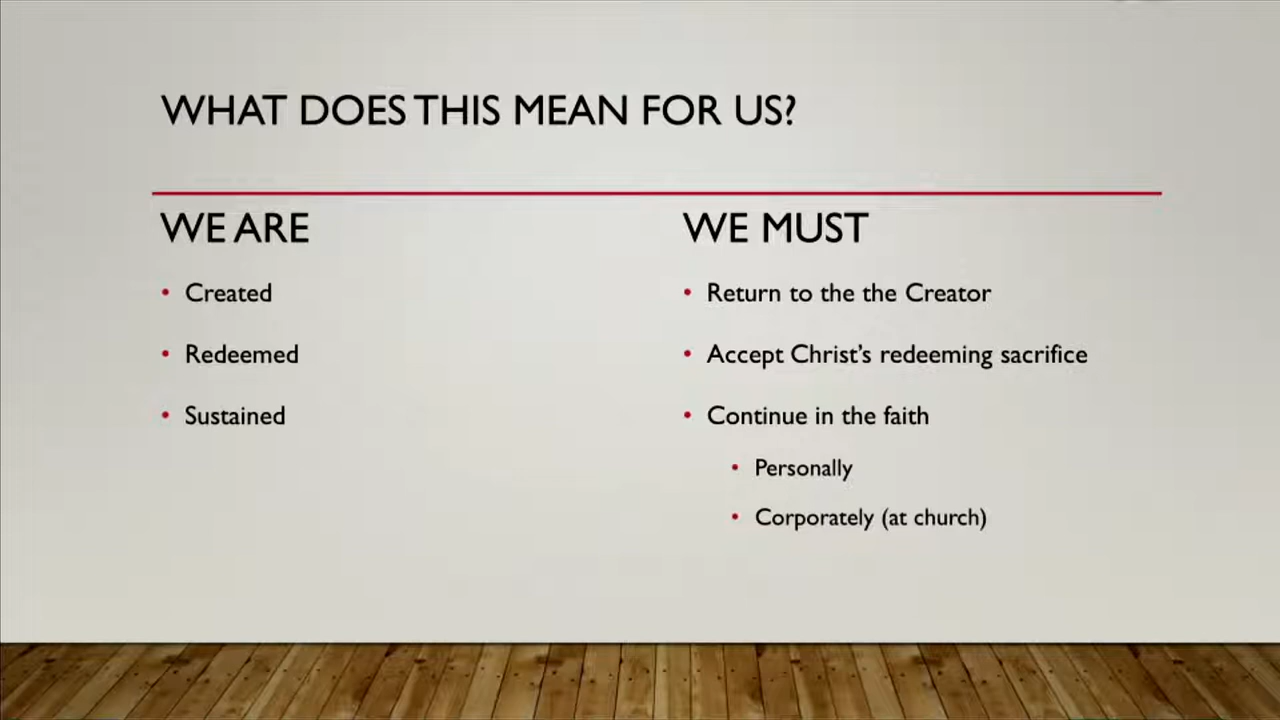 WHAT DOES THIS MEAN FOR US?
WE ARE
• Created
• Redeemed
• Sustained
WE MUST
• Return to the the Creator
• Accept Christ's redeeming sacrifice
• Continue in the faith
• Personally
• Corporately (at church)